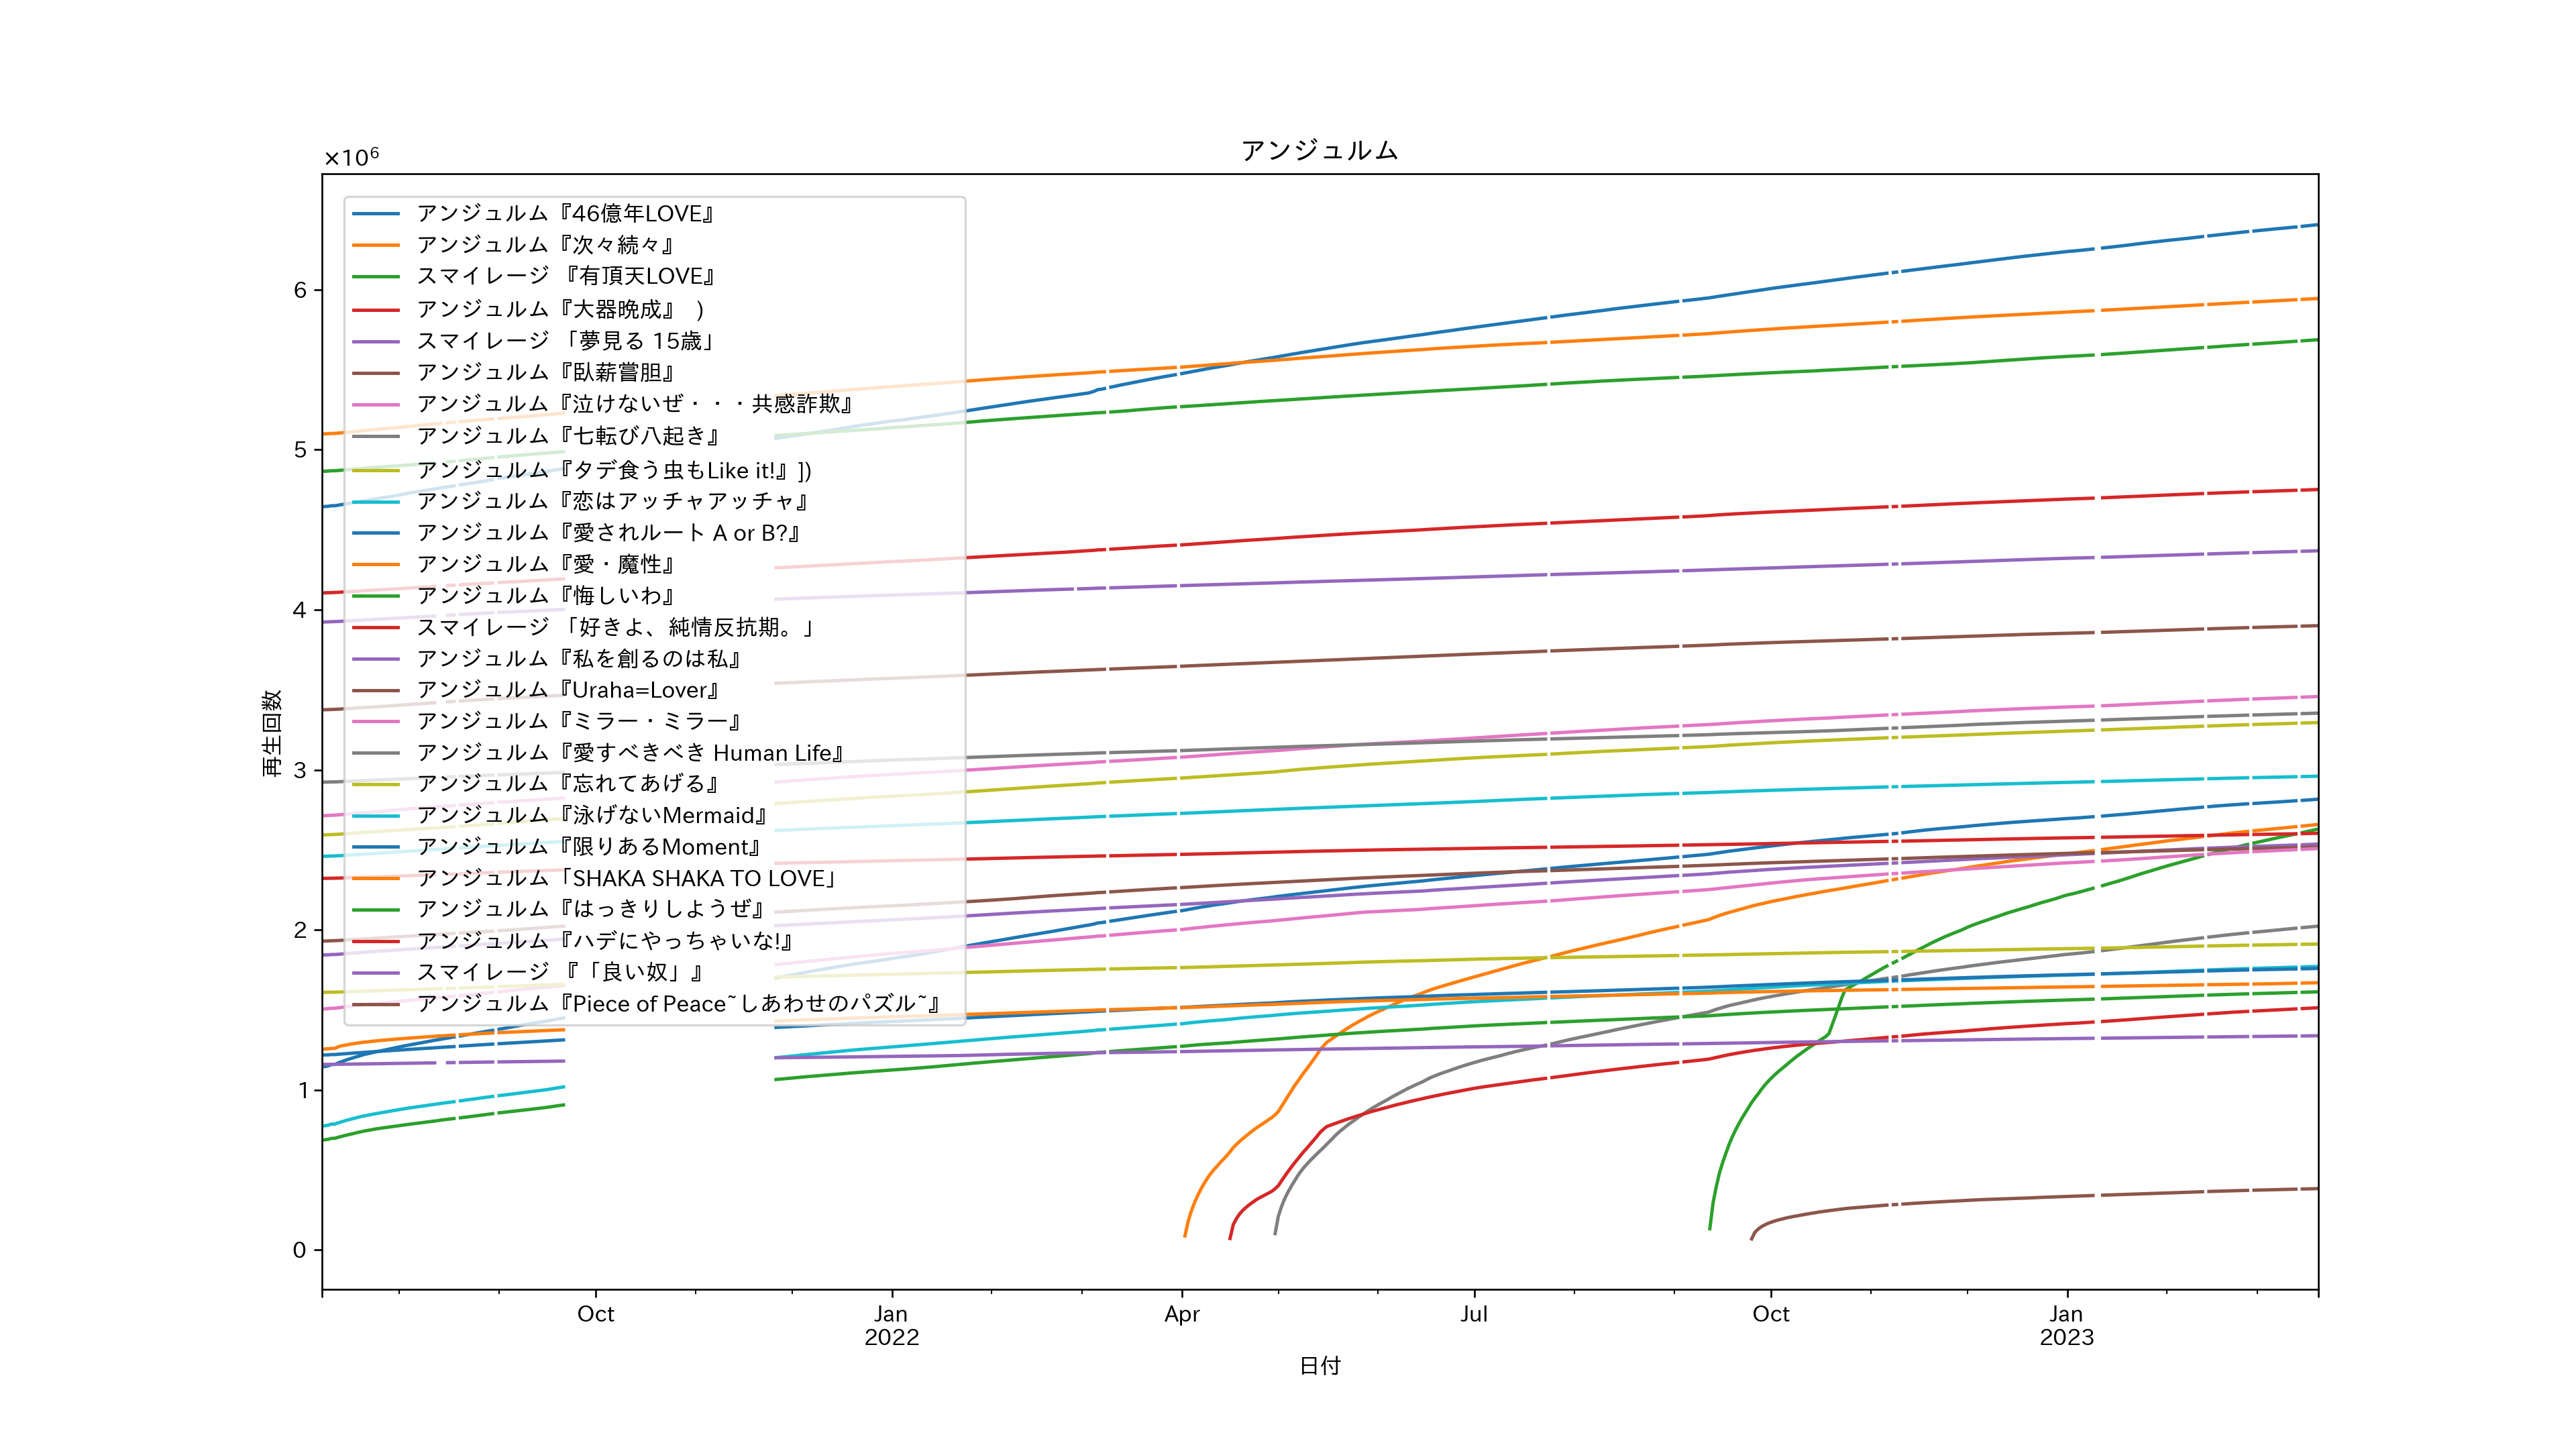 アンジュルム
×10⁶
アンジュルム『46億年LOVE』
アンジュルム『次々続々』
スマイレージ 『有頂天LOVE』
アンジュルム『大器晩成』 )
スマイレージ 「夢見る 15歳」
アンジュルム『臥薪嘗胆』
アンジュルム『泣けないぜ・・・共感詐欺』
アンジュルム『七転び八起き』
アンジュルム『タデ食う虫もLike it!』])
アンジュルム『恋はアッチャアッチャ』
アンジュルム『愛されルート A or B?』
アンジュルム『愛・魔性』
アンジュルム『悔しいわ』
スマイレージ 「好きよ、純情反抗期。」
アンジュルム『私を創るのは私』
アンジュルム『Uraha=Lover』
アンジュルム『ミラー・ミラー』
アンジュルム『愛すべきべき Human Life』
アンジュルム『忘れてあげる』
アンジュルム『泳げないMermaid』
アンジュルム『限りあるMoment』
アンジュルム「SHAKA SHAKA TO LOVE」
アンジュルム『はっきりしようぜ』
アンジュルム『ハデにやっちゃいな!』
スマイレージ 『「良い奴」』
アンジュルム『Piece of Peace~しあわせのパズル~』
6
5
4
3
2
1
0
再生回数
Oct
Jan
2022
Apr
Jul
Oct
Jan
2023
日付